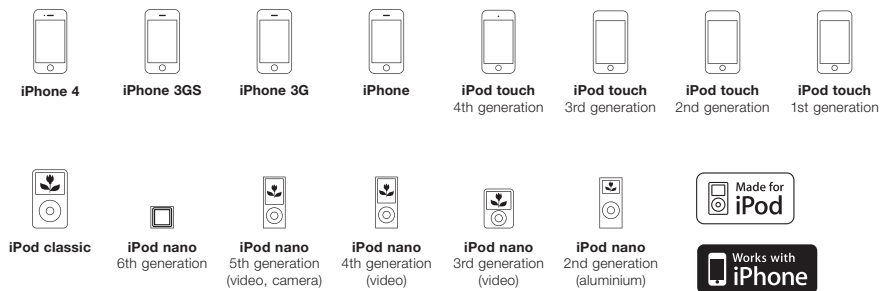 iPhone 4 iPhone 3GS iPhone 3G iPhone iPod touch iPod touch iPod touch iPod touch
4th generation 3rd generation 2nd generation 1st generation
Made for
iPod
iPod classic iPod nano iPod nano iPod nano iPod nano iPod nano
6th generation 5th generation 4th generation 3rd generation 2nd generation
(video, camera) (video) (video) (aluminium)
Works with
iPhone